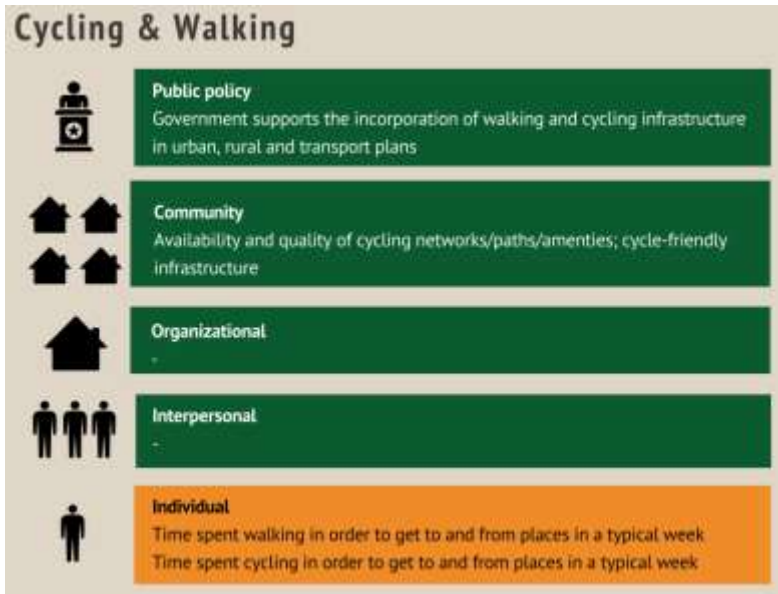 Cycling & Walking
Public policy
Government supports the incorporation of walking and cycling infrastructure
in urban, rural and transport plans
Community
Availability and quality of cycling networks/paths/amenties; cycle-friendly
infrastructure
Organizational
-
Interpersonal
-
Individual
Time spent walking in order to get to and from places in a typical week
Time spent cycling in order to get to and from places in a typical week